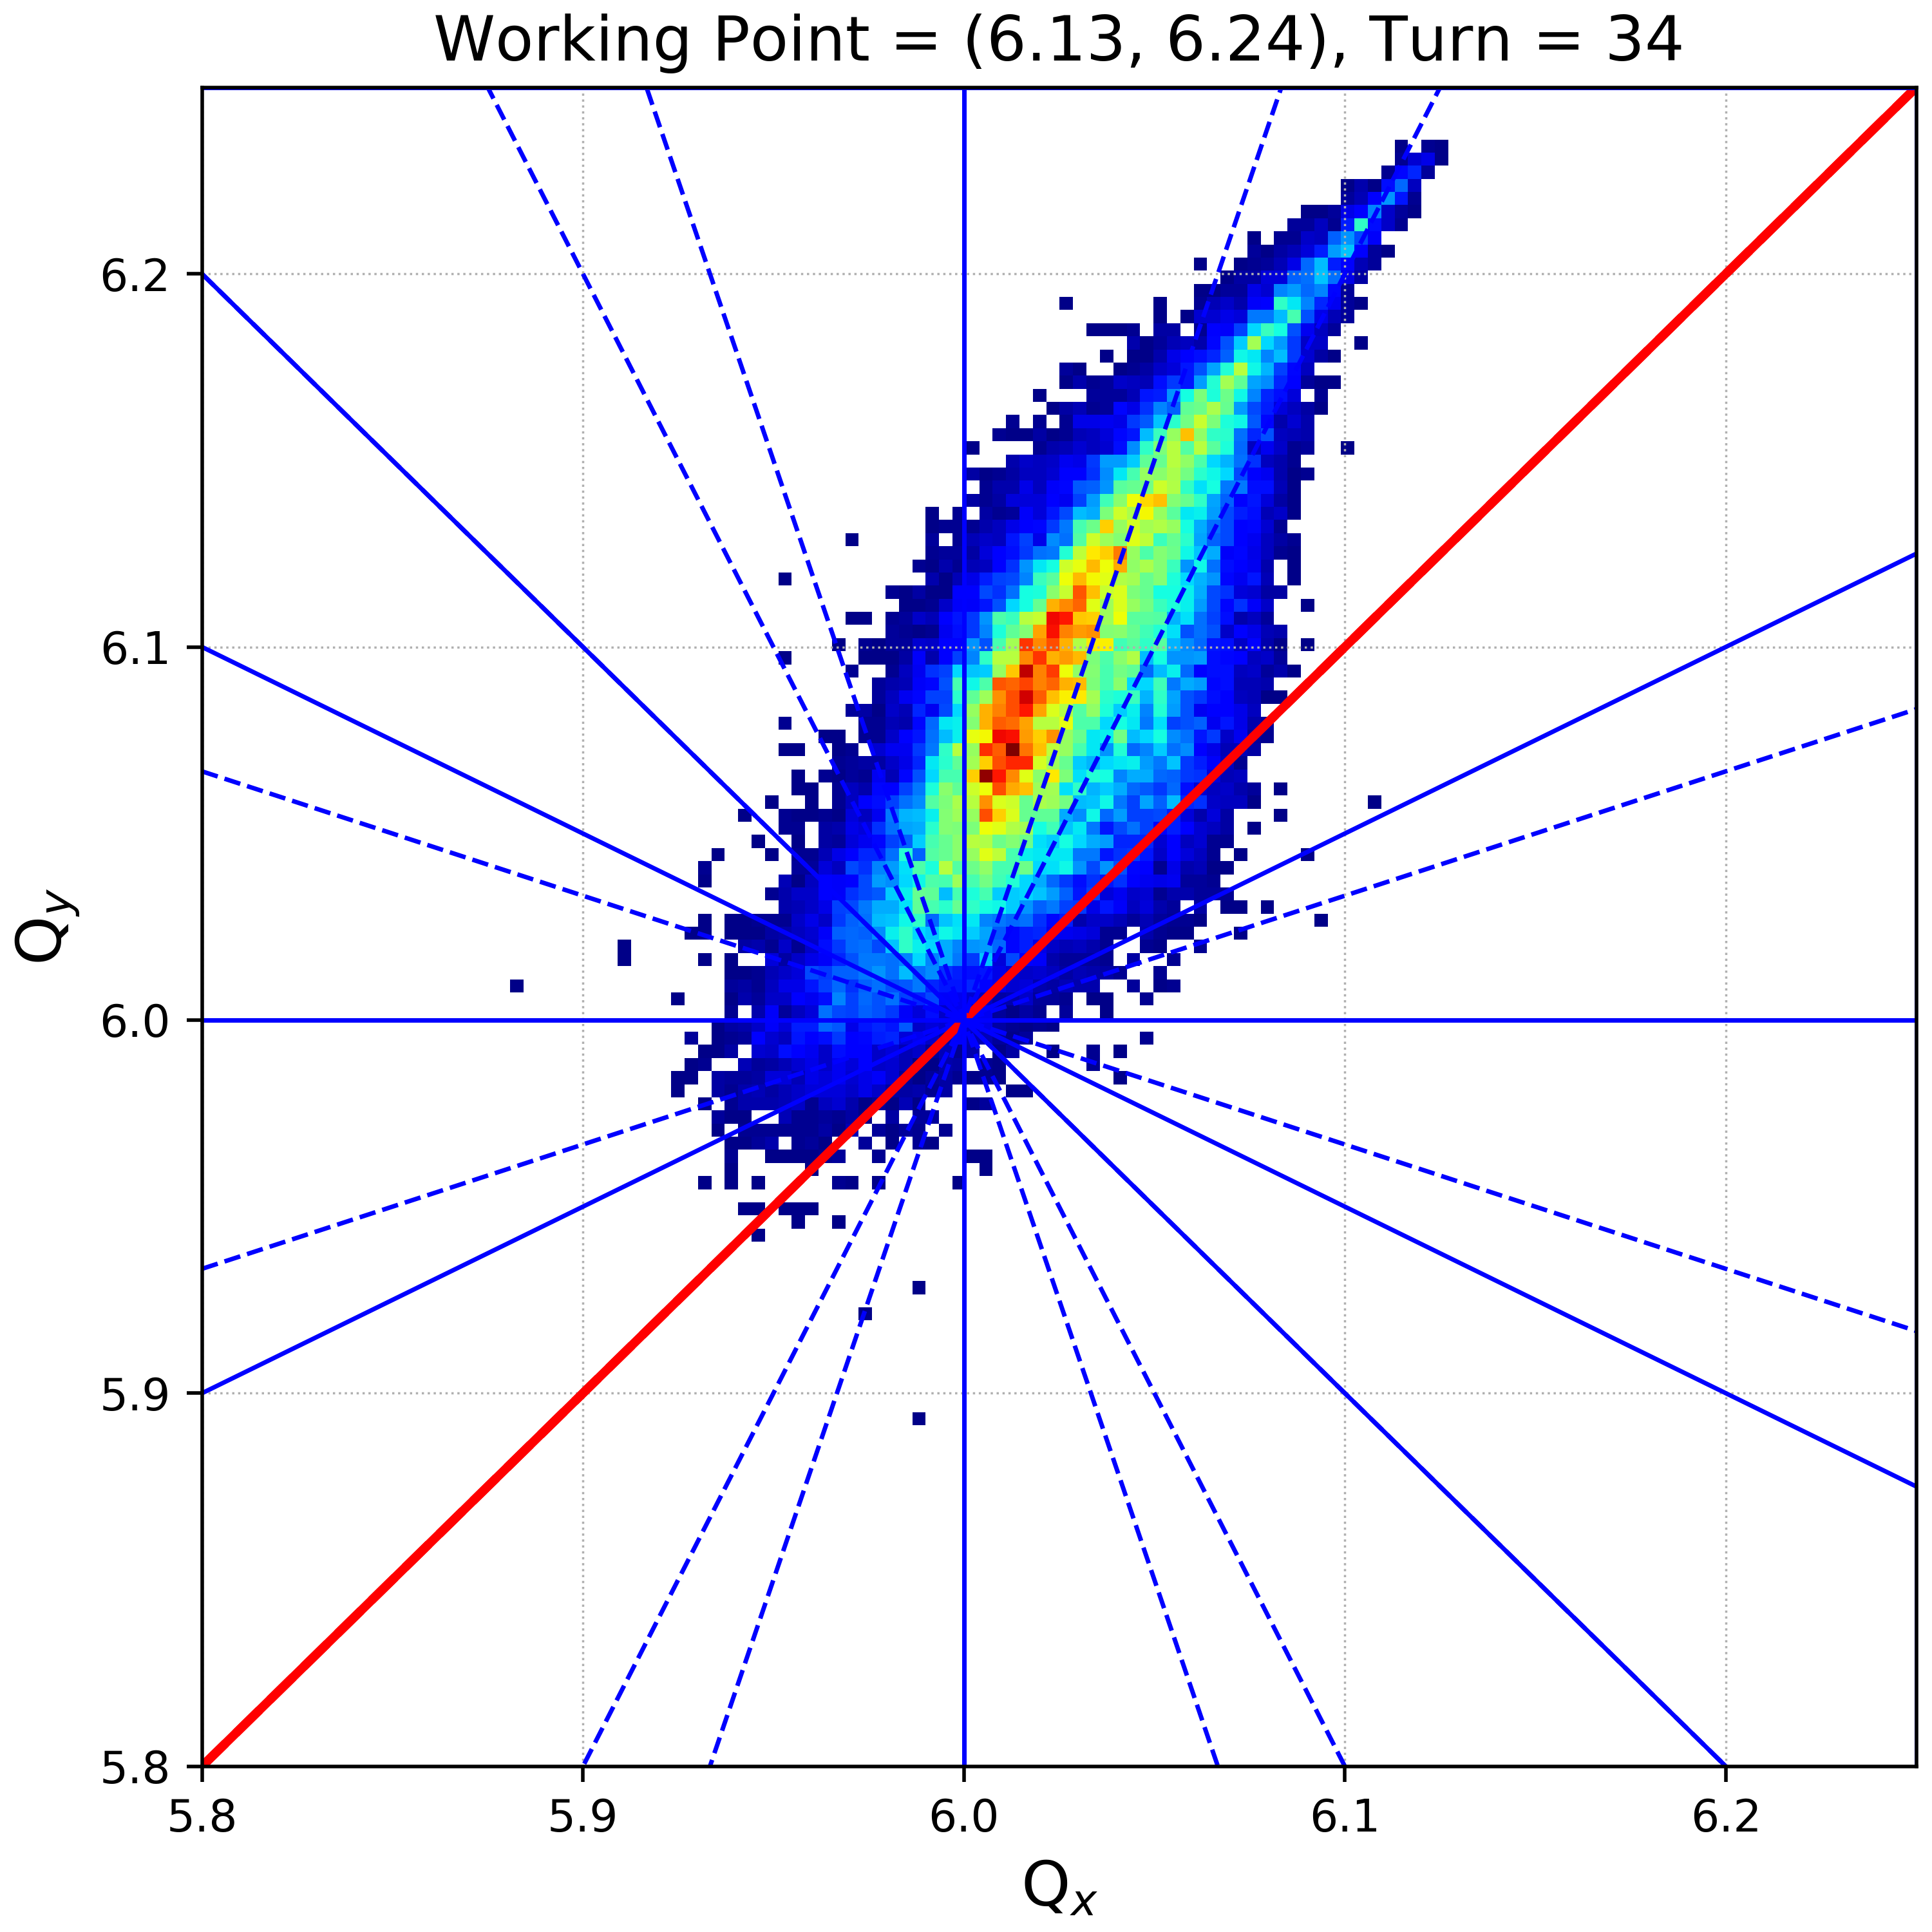 Working Point = (6.13, 6.24), Turn = 34
6.2
6.1
6.0
5.9
5.8
Qy
5.8 5.9 6.0 6.1 6.2
Qx